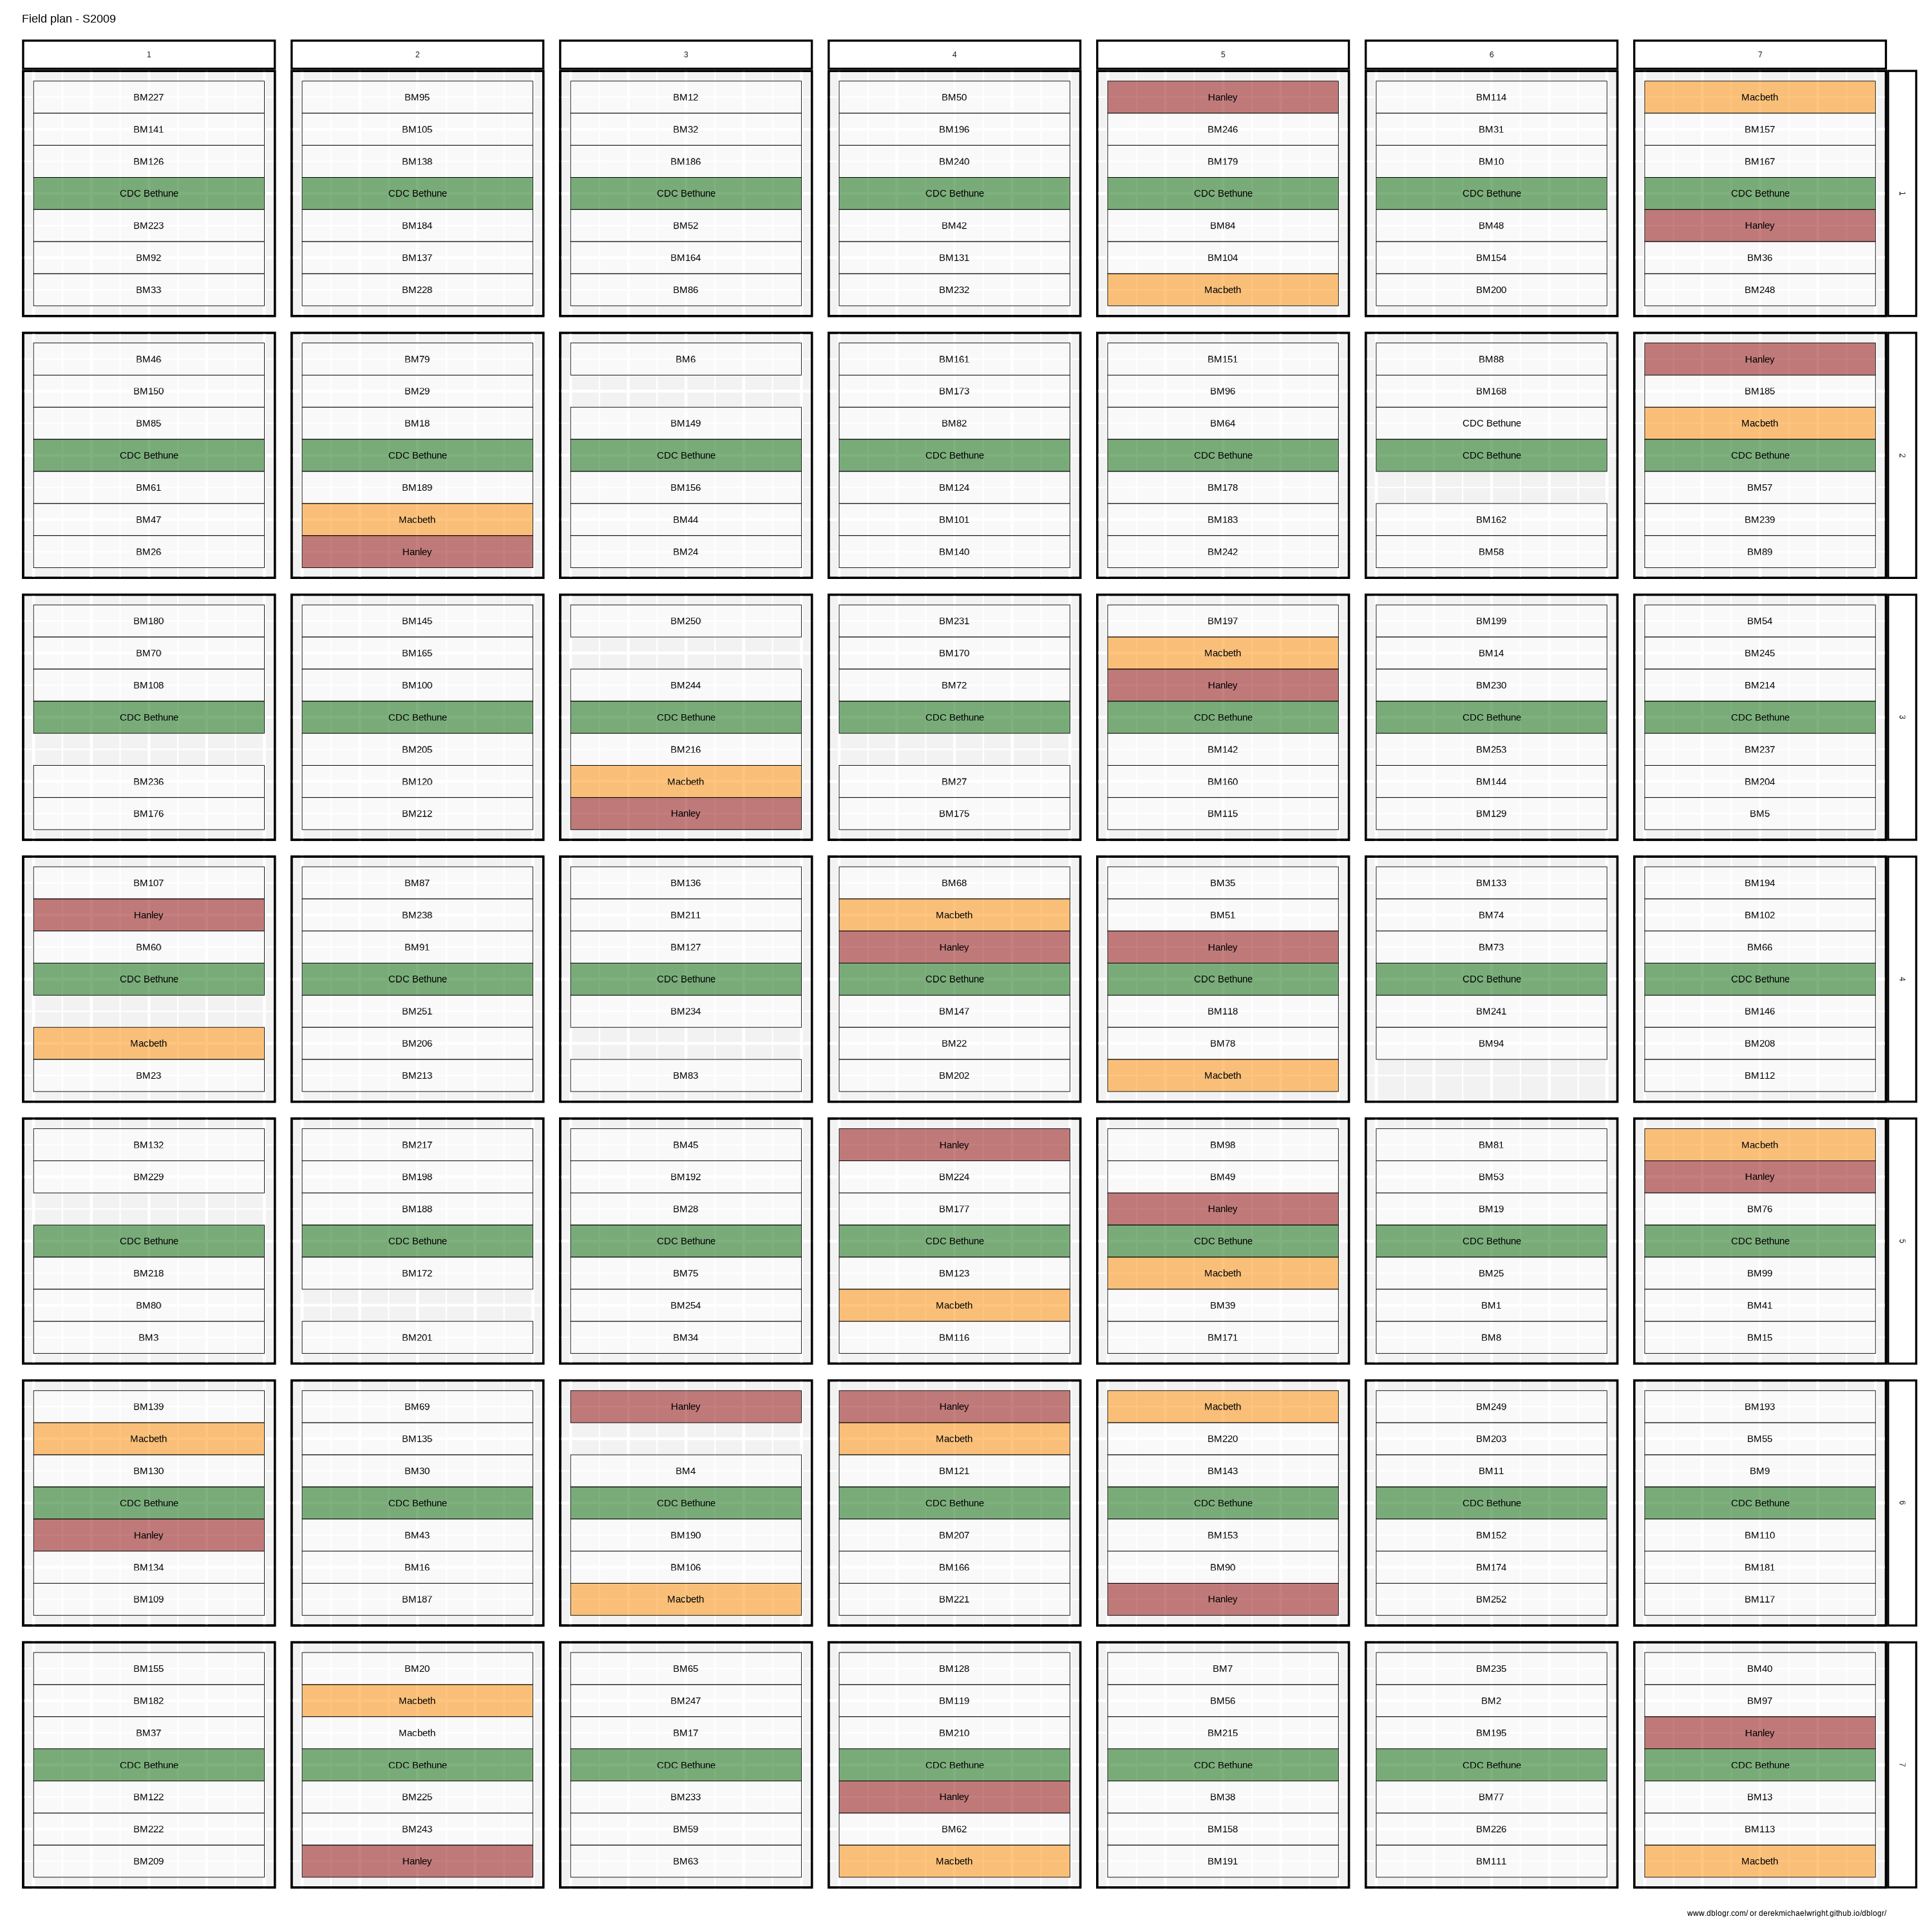 Field plan - S2009
1 2 3 4 5 6 7
BM227 BM95 BM12 BM50 Hanley BM114 Macbeth
BM141 BM105 BM32 BM196 BM246 BM31 BM157
BM126 BM138 BM186 BM240 BM179 BM10 BM167
CDC Bethune CDC Bethune CDC Bethune CDC Bethune CDC Bethune CDC Bethune CDC Bethune 1
BM223 BM184 BM52 BM42 BM84 BM48 Hanley
BM92 BM137 BM164 BM131 BM104 BM154 BM36
BM33 BM228 BM86 BM232 Macbeth BM200 BM248
BM46 BM79 BM6 BM161 BM151 BM88 Hanley
BM150 BM29 BM173 BM96 BM168 BM185
BM85 BM18 BM149 BM82 BM64 CDC Bethune Macbeth
CDC Bethune CDC Bethune CDC Bethune CDC Bethune CDC Bethune CDC Bethune CDC Bethune 2
BM61 BM189 BM156 BM124 BM178 BM57
BM47 Macbeth BM44 BM101 BM183 BM162 BM239
BM26 Hanley BM24 BM140 BM242 BM58 BM89
BM180 BM145 BM250 BM231 BM197 BM199 BM54
BM70 BM165 BM170 Macbeth BM14 BM245
BM108 BM100 BM244 BM72 Hanley BM230 BM214
CDC Bethune CDC Bethune CDC Bethune CDC Bethune CDC Bethune CDC Bethune CDC Bethune 3
BM205 BM216 BM142 BM253 BM237
BM236 BM120 Macbeth BM27 BM160 BM144 BM204
BM176 BM212 Hanley BM175 BM115 BM129 BM5
BM107 BM87 BM136 BM68 BM35 BM133 BM194
Hanley BM238 BM211 Macbeth BM51 BM74 BM102
BM60 BM91 BM127 Hanley Hanley BM73 BM66
CDC Bethune CDC Bethune CDC Bethune CDC Bethune CDC Bethune CDC Bethune CDC Bethune 4
BM251 BM234 BM147 BM118 BM241 BM146
Macbeth BM206 BM22 BM78 BM94 BM208
BM23 BM213 BM83 BM202 Macbeth BM112
BM132 BM217 BM45 Hanley BM98 BM81 Macbeth
BM229 BM198 BM192 BM224 BM49 BM53 Hanley
BM188 BM28 BM177 Hanley BM19 BM76
CDC Bethune CDC Bethune CDC Bethune CDC Bethune CDC Bethune CDC Bethune CDC Bethune 5
BM218 BM172 BM75 BM123 Macbeth BM25 BM99
BM80 BM254 Macbeth BM39 BM1 BM41
BM3 BM201 BM34 BM116 BM171 BM8 BM15
BM139 BM69 Hanley Hanley Macbeth BM249 BM193
Macbeth BM135 Macbeth BM220 BM203 BM55
BM130 BM30 BM4 BM121 BM143 BM11 BM9
CDC Bethune CDC Bethune CDC Bethune CDC Bethune CDC Bethune CDC Bethune CDC Bethune 6
Hanley BM43 BM190 BM207 BM153 BM152 BM110
BM134 BM16 BM106 BM166 BM90 BM174 BM181
BM109 BM187 Macbeth BM221 Hanley BM252 BM117
BM155 BM20 BM65 BM128 BM7 BM235 BM40
BM182 Macbeth BM247 BM119 BM56 BM2 BM97
BM37 Macbeth BM17 BM210 BM215 BM195 Hanley
CDC Bethune CDC Bethune CDC Bethune CDC Bethune CDC Bethune CDC Bethune CDC Bethune 7
BM122 BM225 BM233 Hanley BM38 BM77 BM13
BM222 BM243 BM59 BM62 BM158 BM226 BM113
BM209 Hanley BM63 Macbeth BM191 BM111 Macbeth
www.dblogr.com/ or derekmichaelwright.github.io/dblogr/